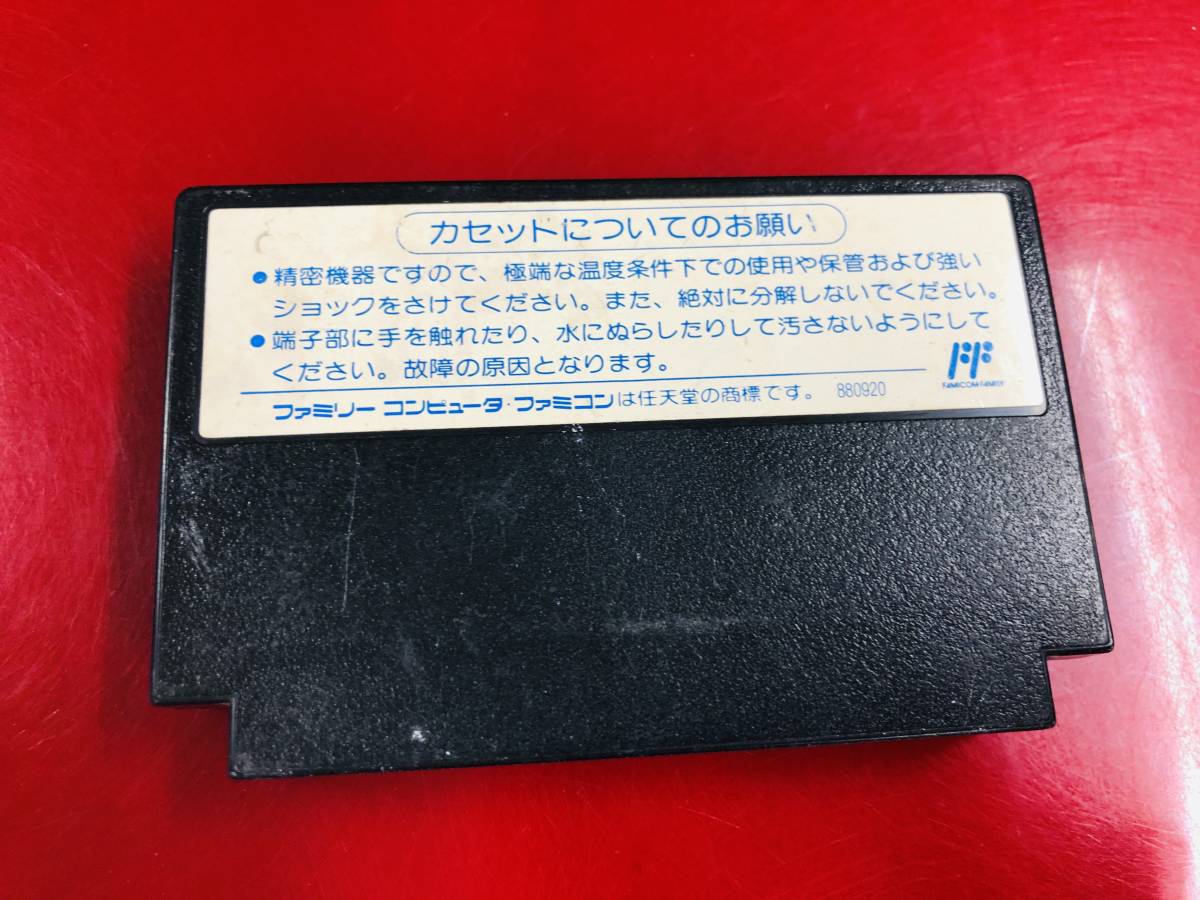 カセットについてのお願い
●精密機器ですので、極端な温度条件下での使用や保管および強い
ショックをさけてください。また、絶対に分解しないでください。
●端子部に手を触れたり、水にぬらしたりして汚さないようにして
ください。故障の原因となります。
FAMICOM FAMILY
ファミリー コンピュータ・ファミコンは任天堂の商標です。 880920